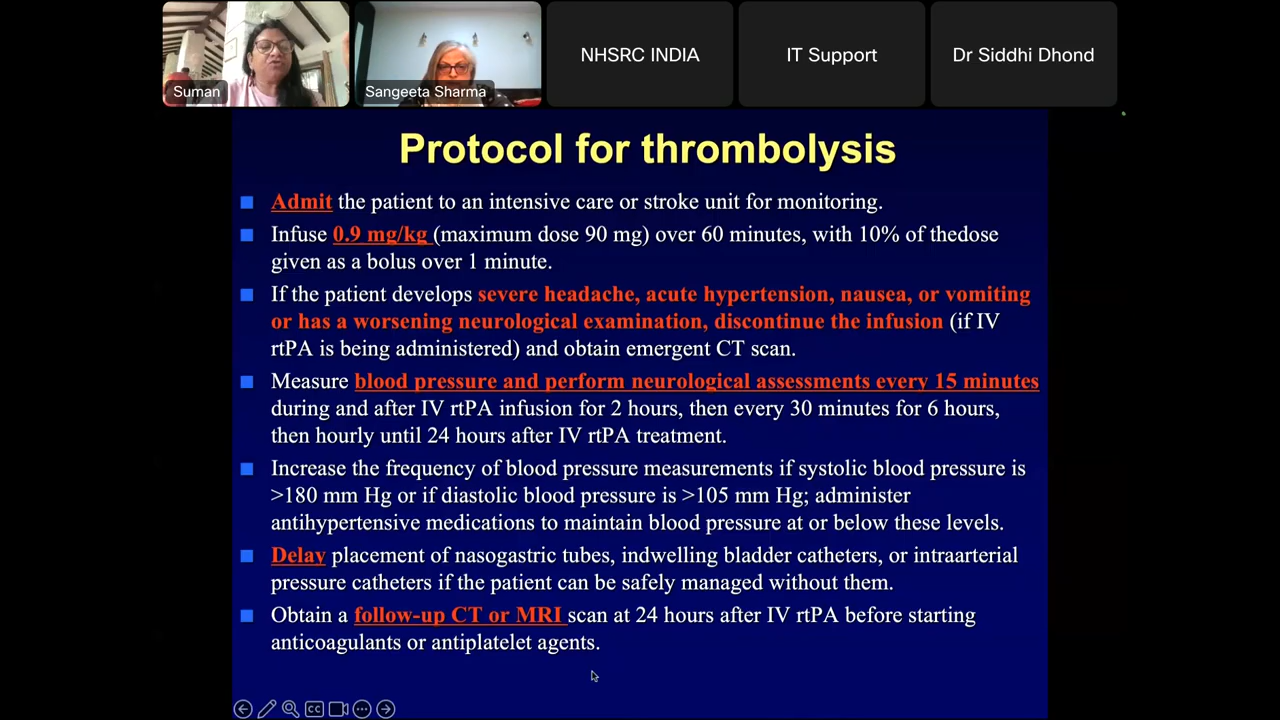 Suman
Sangeeta Sharma
NHSRC INDIA
IT Support
Dr Siddhi Dhond
Protocol for thrombolysis
Admit the patient to an intensive care or stroke unit for monitoring.
Infuse 0.9 mg/kg (maximum dose 90 mg) over 60 minutes, with 10% of thedose
given as a bolus over 1 minute.
If the patient develops severe headache, acute hypertension, nausea, or vomiting
or has a worsening neurological examination, discontinue the infusion (if IV
rtPA is being administered) and obtain emergent CT scan.
Measure blood pressure and perform neurological assessments every 15 minutes
during and after IV rtPA infusion for 2 hours, then every 30 minutes for 6 hours,
then hourly until 24 hours after IV rtPA treatment.
Increase the frequency of blood pressure measurements if systolic blood pressure is
>180 mm Hg or if diastolic blood pressure is >105 mm Hg; administer
antihypertensive medications to maintain blood pressure at or below these levels.
Delay placement of nasogastric tubes, indwelling bladder catheters, or intraarterial
pressure catheters if the patient can be safely managed without them.
Obtain a follow-up CT or MRI scan at 24 hours after IV rtPA before starting
anticoagulants or antiplatelet agents.
CC